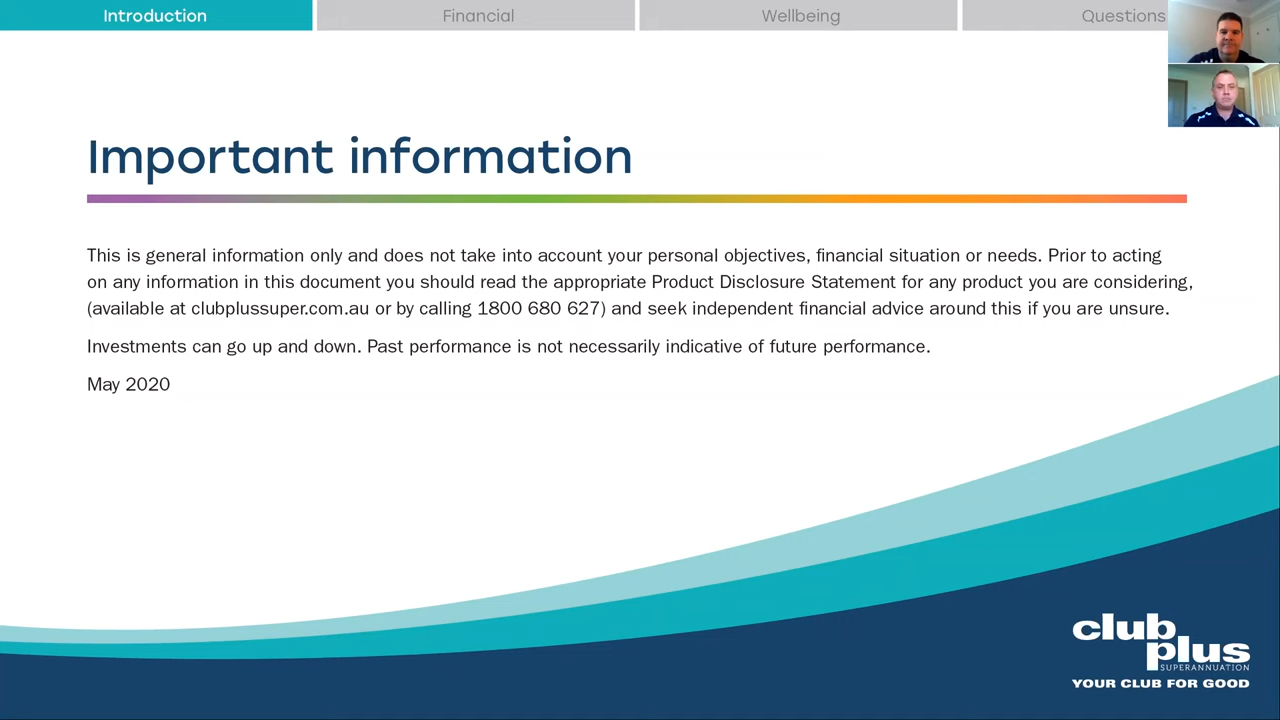 Introduction
Financial
Wellbeing
Questions
Important information
This is general information only and does not take into account your personal objectives, financial situation or needs. Prior to acting
on any information in this document you should read the appropriate Product Disclosure Statement for any product you are considering,
(available at clubplussuper.com.au or by calling 1800 680 627) and seek independent financial advice around this if you are unsure.
Investments can go up and down. Past performance is not necessarily indicative of future performance.
May 2020
club
plus
SUPERANNUATION
YOUR CLUB FOR GOOD